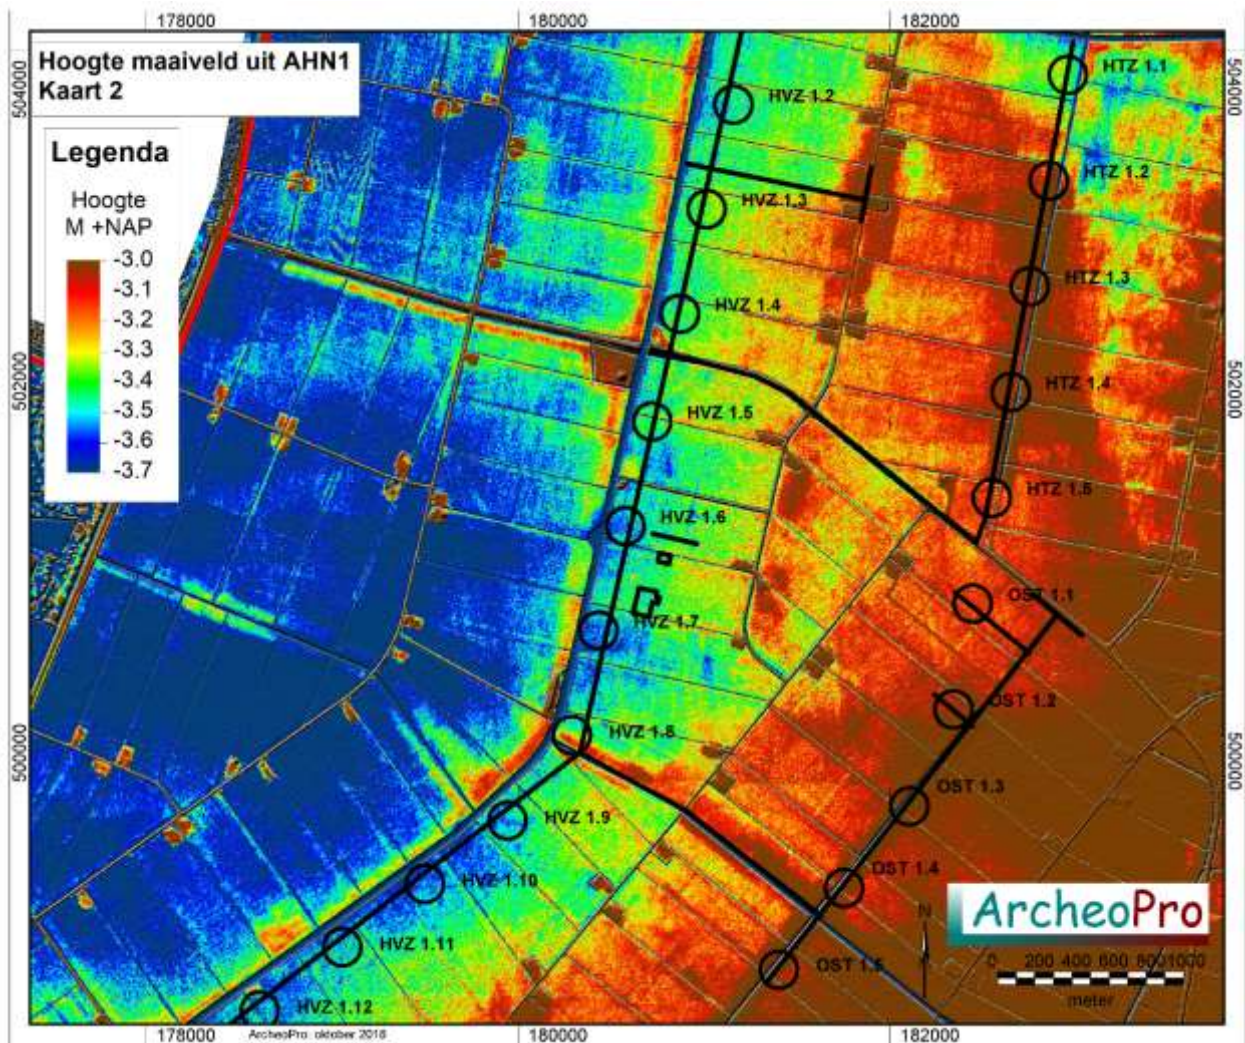 178000
180000
182000
Hoogte maaiveld uit AHN1
Kaart 2
504000
504000
Legenda
Hoogte
M +NAP
-3.0
-3.1
-3.2
-3.3
-3.4
-3.5
-3.6
-3.7
HTZ 1.1
HVZ 1.2
HTZ 1.2
HVZ 1.3
HTZ 1.3
HVZ 1.4
502000
502000
HTZ 1.4
HVZ 1.5
HTZ 1.5
HVZ 1.6
OST 1.1
HVZ 1.7
OST 1.2
HVZ 1.8
500000
500000
OST 1.3
HVZ 1.9
OST 1.4
HVZ 1.10
ArcheoPro
HVZ 1.11
N
OST 1.5
0 200 400 600 800 1000
meter
HVZ 1.12
178000
ArcheoPro, oktober 2018
180000
182000